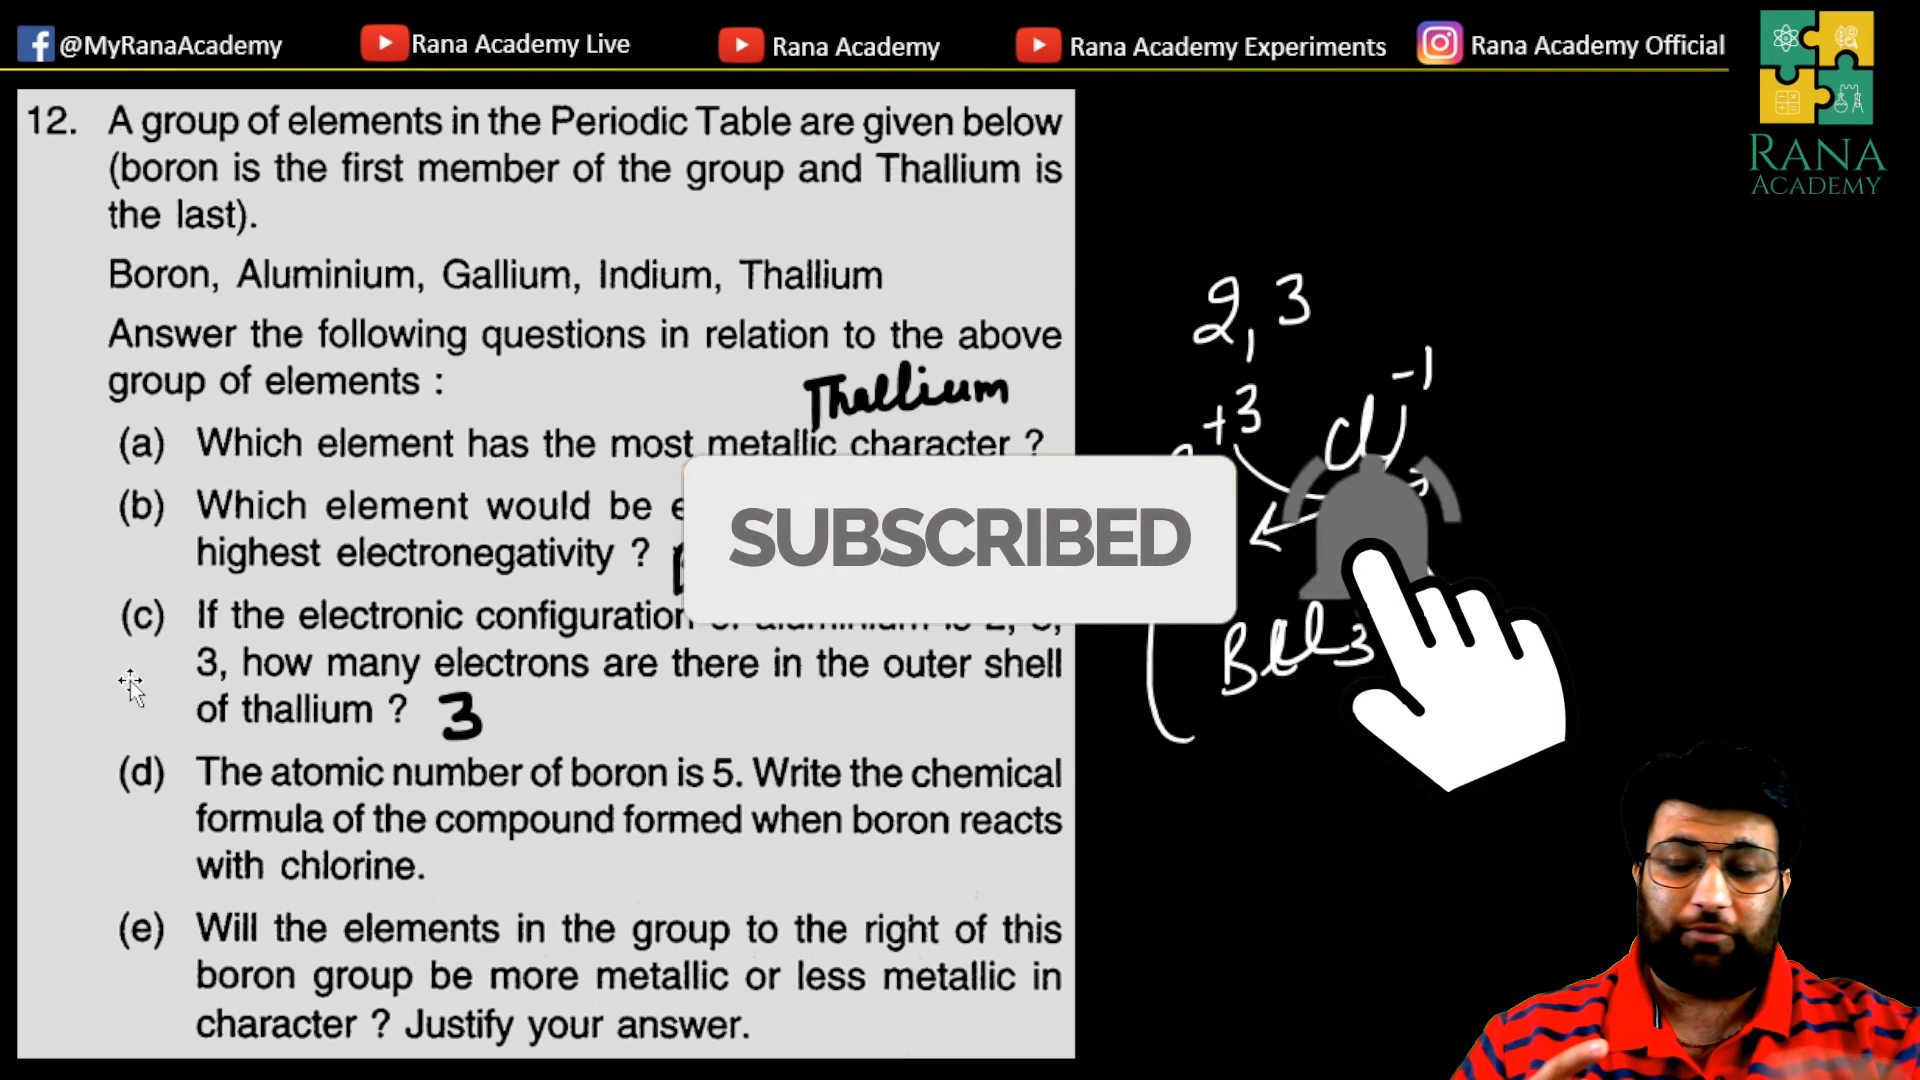 @MyRanaAcademy
Rana Academy Live
Rana Academy
Rana Academy Experiments
Rana Academy Official
RANA
ACADEMY
12. A group of elements in the Periodic Table are given below
(boron is the first member of the group and Thallium is
the last).
Boron, Aluminium, Gallium, Indium, Thallium
Answer the following questions in relation to the above
group of elements :
Thallium
(a) Which element has the most metallic character ?
(b) Which element would be
highest electronegativity ?
(c) If the electronic configuration
3, how many electrons are there in the outer shell
of thallium ? 3
(d) The atomic number of boron is 5. Write the chemical
formula of the compound formed when boron reacts
with chlorine.
(e) Will the elements in the group to the right of this
boron group be more metallic or less metallic in
character ? Justify your answer.
SUBSCRIBED
2, 3
+3 Cl -1
BCl3